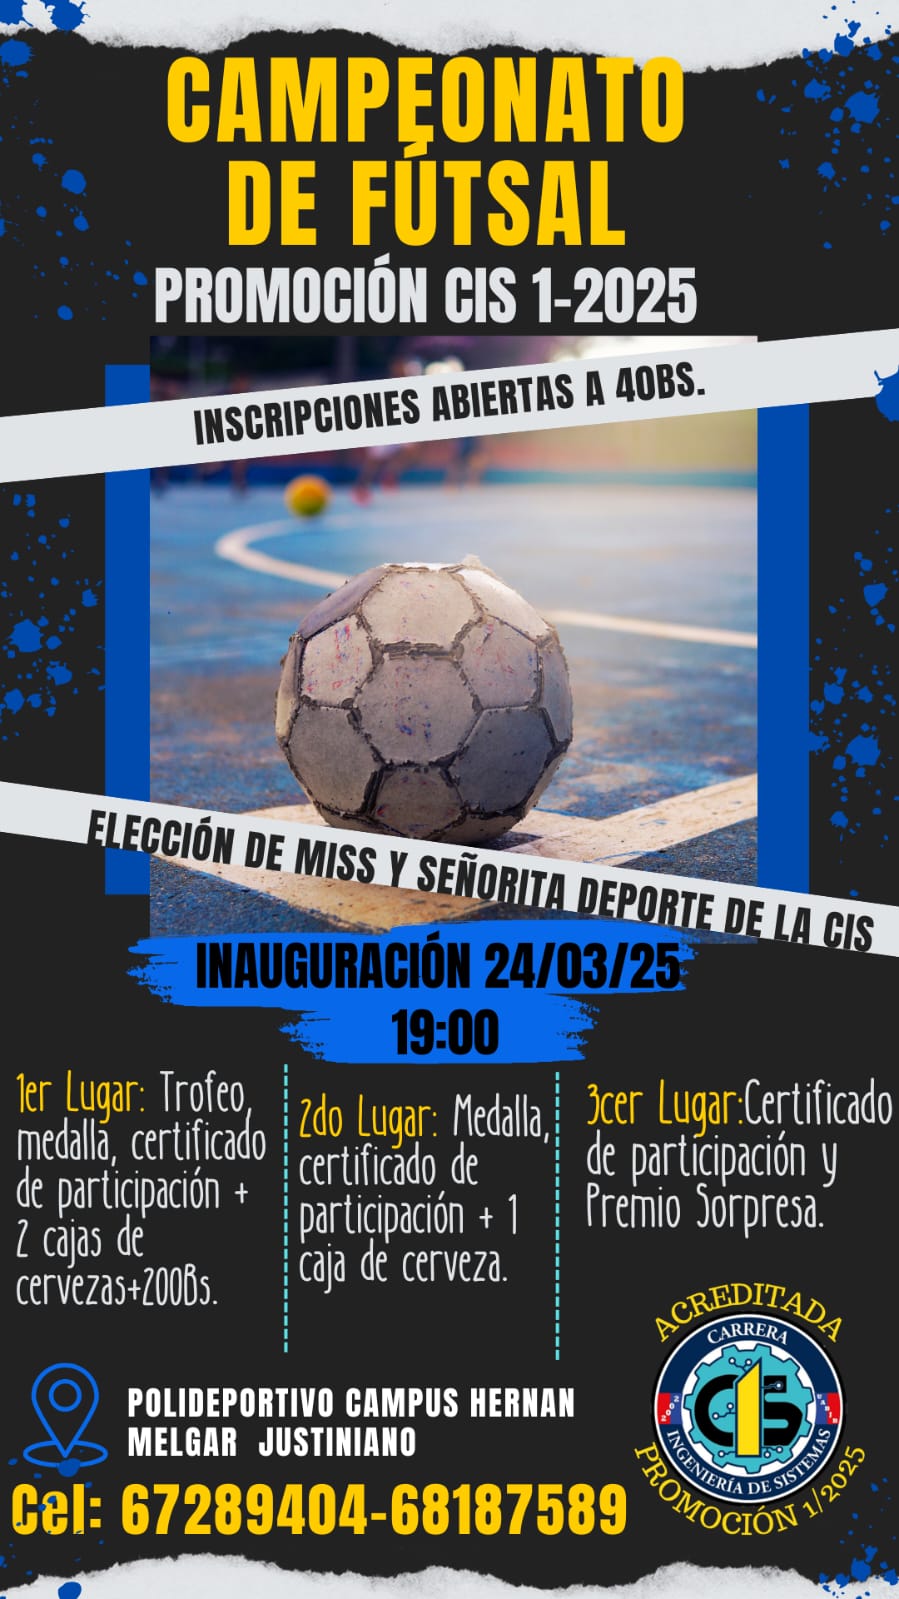 CAMPEONATO
DE FÚTSAL
PROMOCIÓN CIS 1-2025
INSCRIPCIONES ABIERTAS A 40BS.
ELECCIÓN DE MISS Y SEÑORITA DEPORTE DE LA CIS
INAUGURACIÓN 24/03/25
19:00
1er Lugar: Trofeo,
medalla, certificado
de participación +
2 cajas de
cervezas+200Bs.
2do Lugar: Medalla,
certificado de
participación + 1
caja de cerveza.
3cer Lugar:Certificado
de participación y
Premio Sorpresa.
POLIDEPORTIVO CAMPUS HERNAN
MELGAR JUSTINIANO
Cel: 67289404-68187589
ACREDITADA
CARRERA
CIS
INGENIERÍA DE SISTEMAS
PROMOCIÓN 1/2025